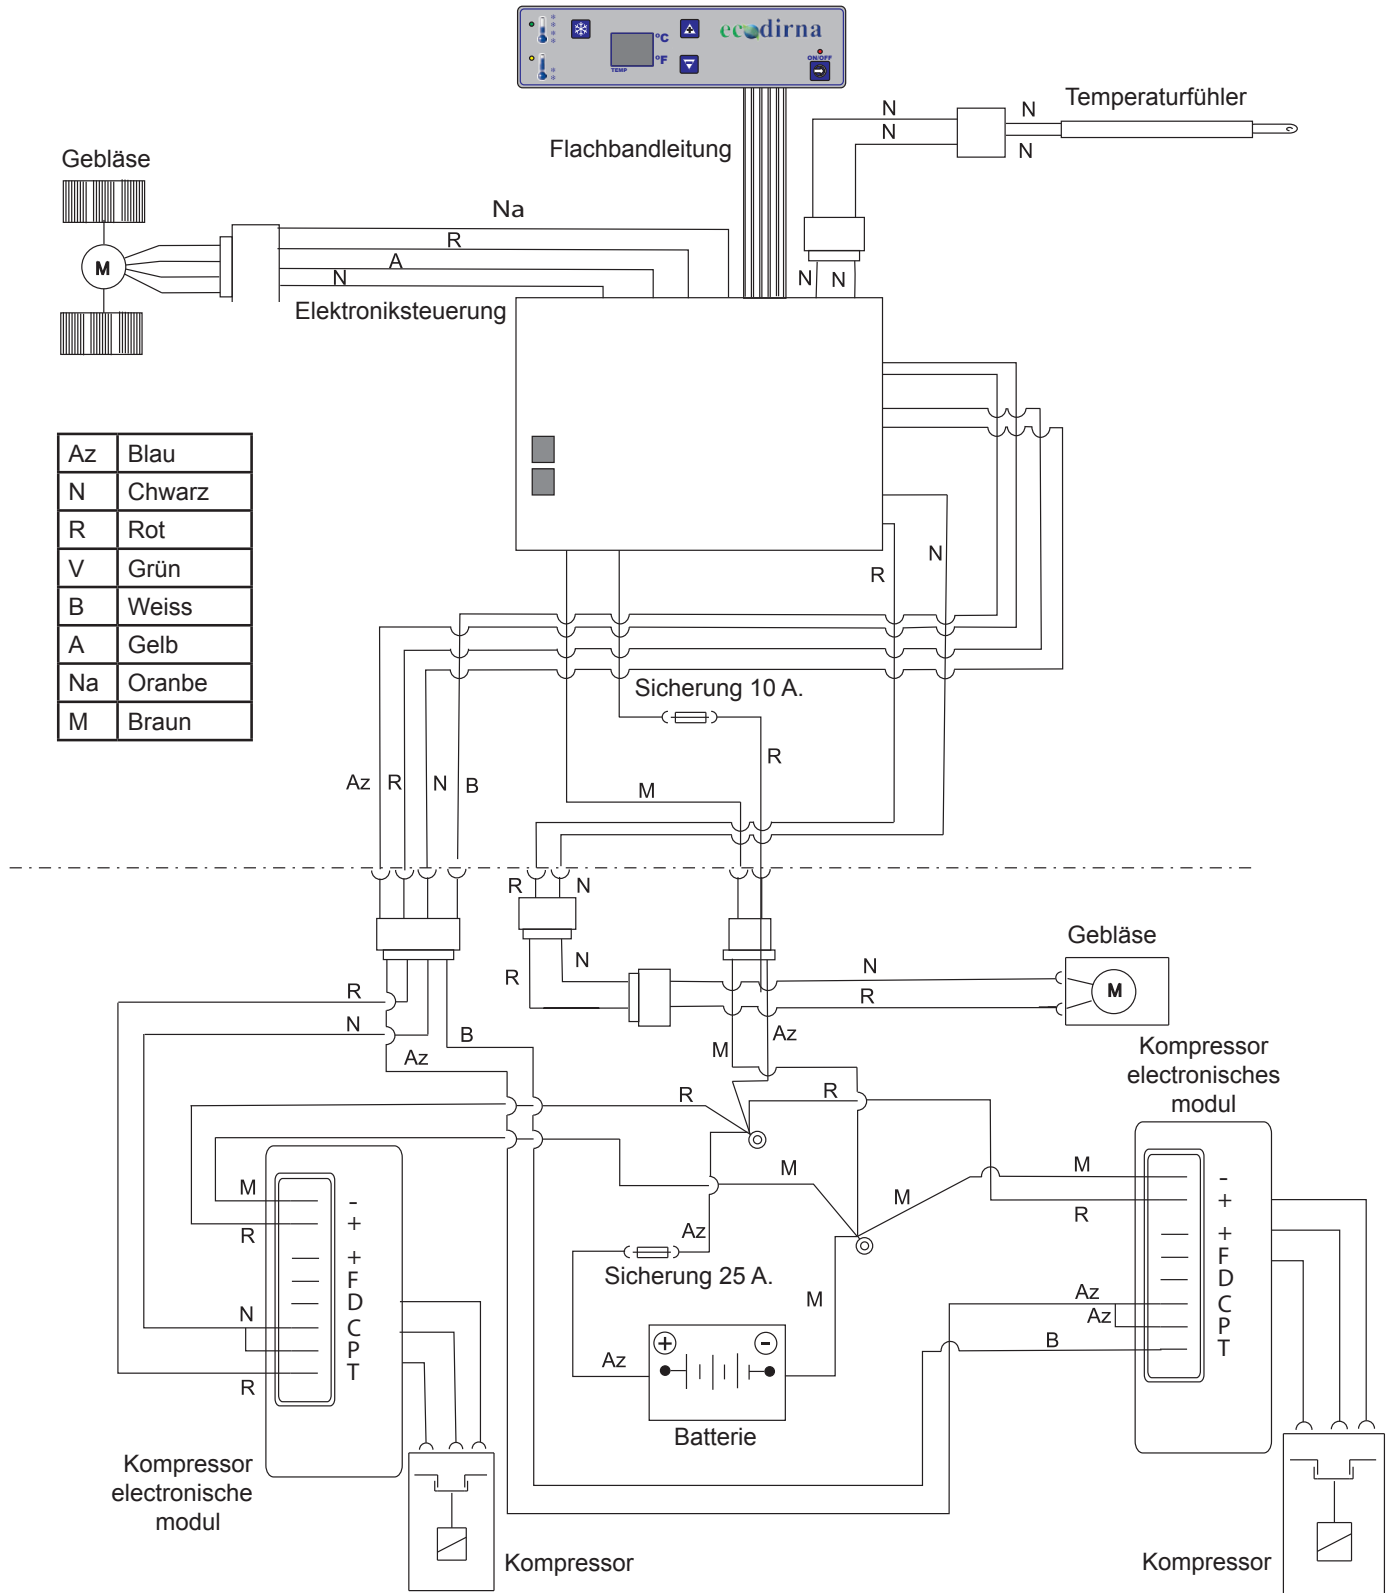 ecodirna
°C
°F
TEMP
ON/OFF
Temperaturfühler
N
N
N
N
Flachbandleitung
Gebläse
M
Na
R
A
N
N
N
Elektroniksteuerung
Az Blau
N Chwarz
R Rot
V Grün
B Weiss
A Gelb
Na Oranbe
M Braun
R
N
Sicherung 10 A.
R
Az
R
N
B
M
R
N
Gebläse
M
N
R
N
R
R
N
B
Az
M
Az
Kompressor
electronisches
modul
R
R
M
M
M
R
Az
M
R
-
+
+
F
D
C
P
T
N
R
-
+
+
F
D
C
P
T
Az
Az
B
Sicherung 25 A.
M
Az
+
-
Batterie
Kompressor
electronische
modul
Kompressor
Kompressor